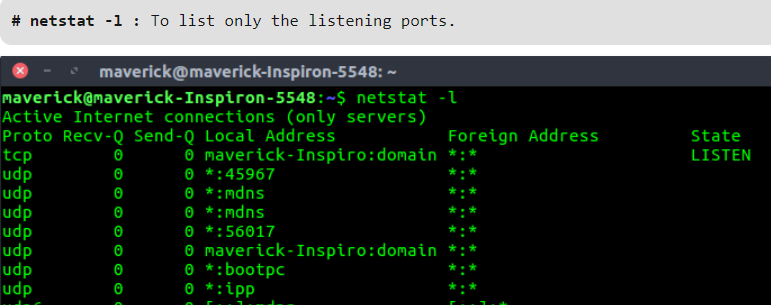 # netstat -l : To list only the listening ports.
maverick@maverick-Inspiron-5548: ~
maverick@maverick-Inspiron-5548:~$ netstat -l
Active Internet connections (only servers)
Proto Recv-Q Send-Q Local Address Foreign Address State
tcp 0 0 maverick-Inspiro:domain *:* LISTEN
udp 0 0 *:45967 *:*
udp 0 0 *:mdns *:*
udp 0 0 *:mdns *:*
udp 0 0 *:56017 *:*
udp 0 0 maverick-Inspiro:domain *:*
udp 0 0 *:bootpc *:*
udp 0 0 *:ipp *:*